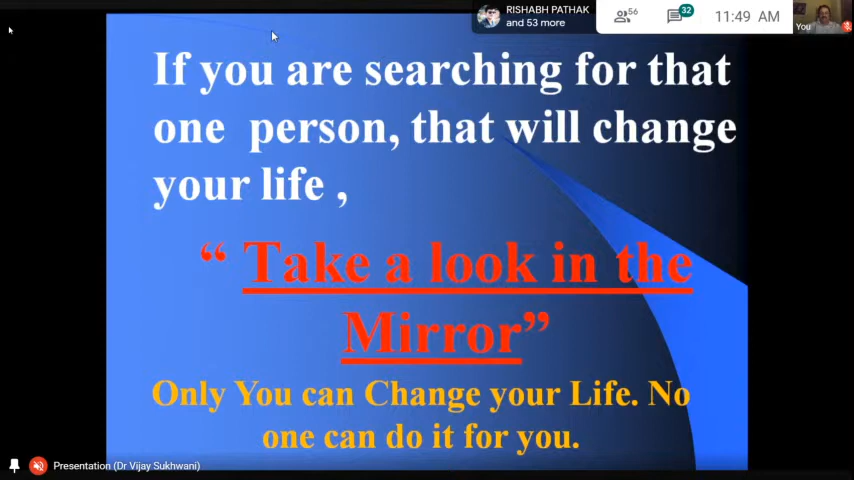 RISHABH PATHAK
and 53 more
56
32
11:49 AM
You
If you are searching for that
one person, that will change
your life ,
“ Take a look in the
Mirror”
Only You can Change your Life. No
one can do it for you.
Presentation (Dr Vijay Sukhwani)